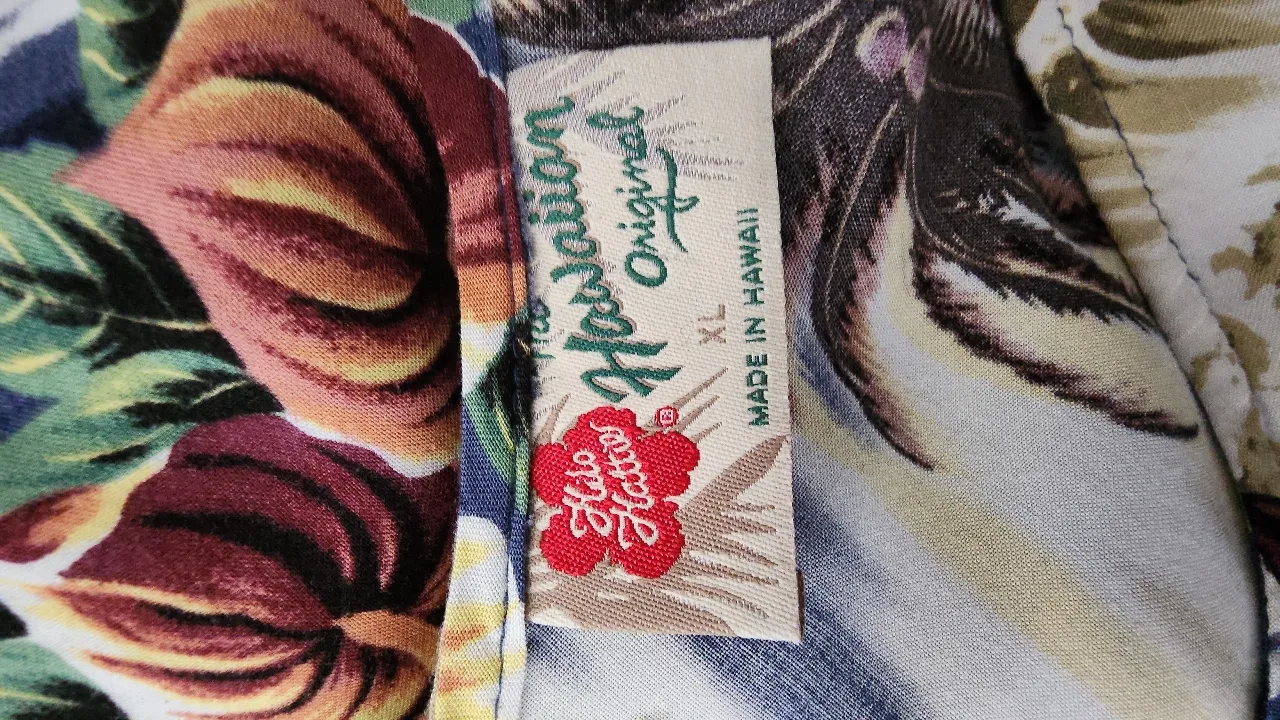 The
Hawaiian
Original
Hilo
Hattie
®
XL
MADE IN HAWAII